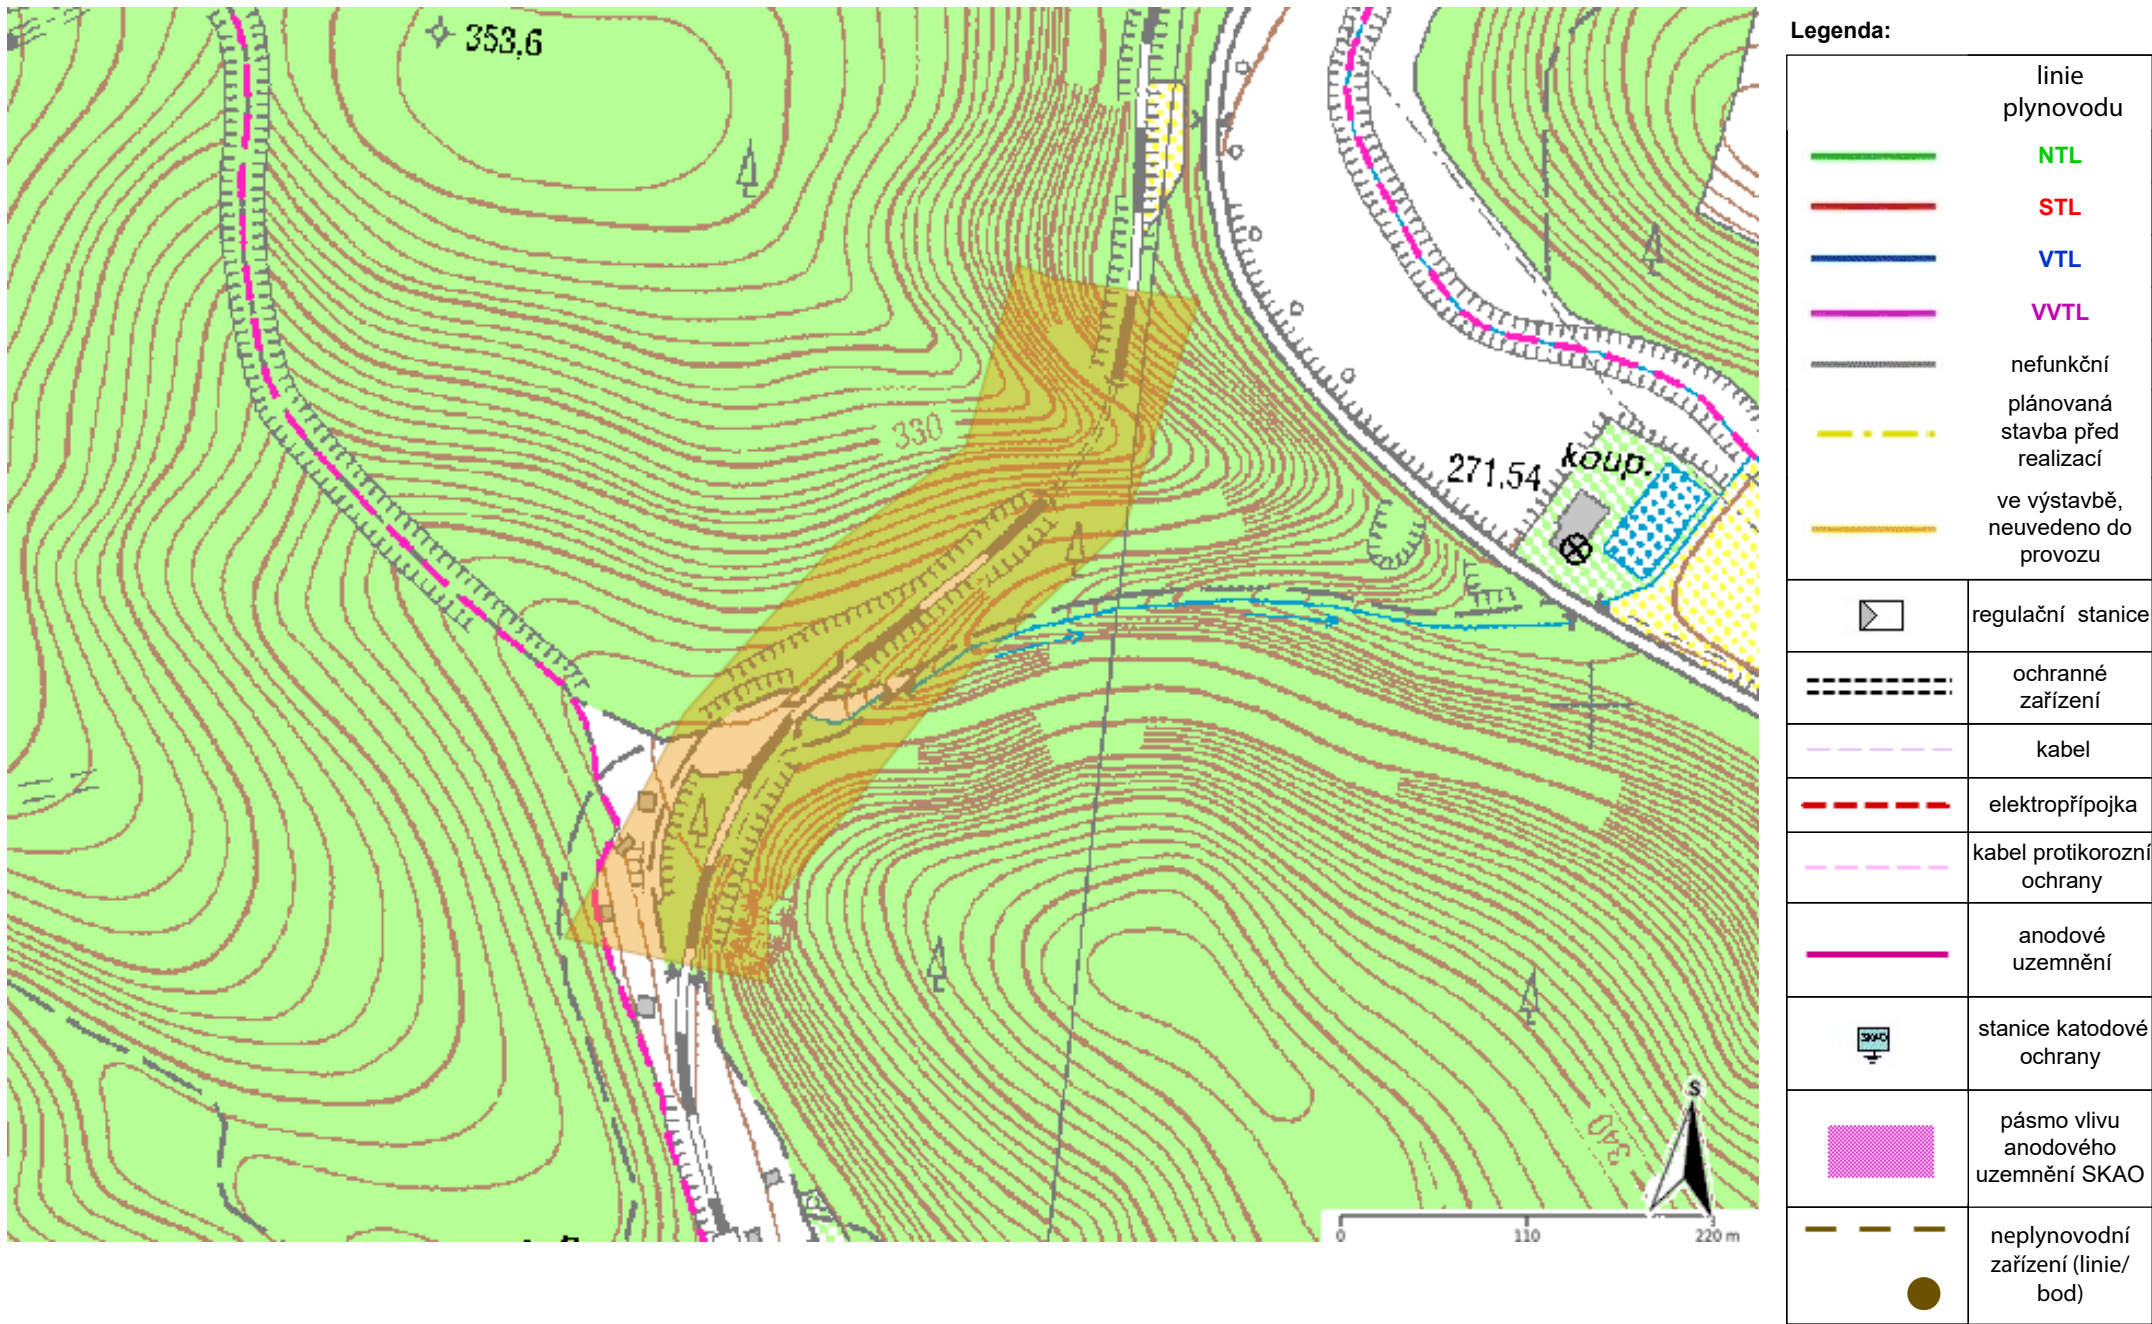 353,6
330
271,54
koup.
340
S
0
110
220 m
Legenda:
linie
plynovodu
NTL
STL
VTL
VVTL
nefunkční
plánovaná
stavba před
realizací
ve výstavbě,
neuvedeno do
provozu
regulační stanice
ochranné
zařízení
kabel
elektropřípojka
kabel protikorozní
ochrany
anodové
uzemnění
SKAO
stanice katodové
ochrany
pásmo vlivu
anodového
uzemnění SKAO
neplynovodní
zařízení (linie/
bod)